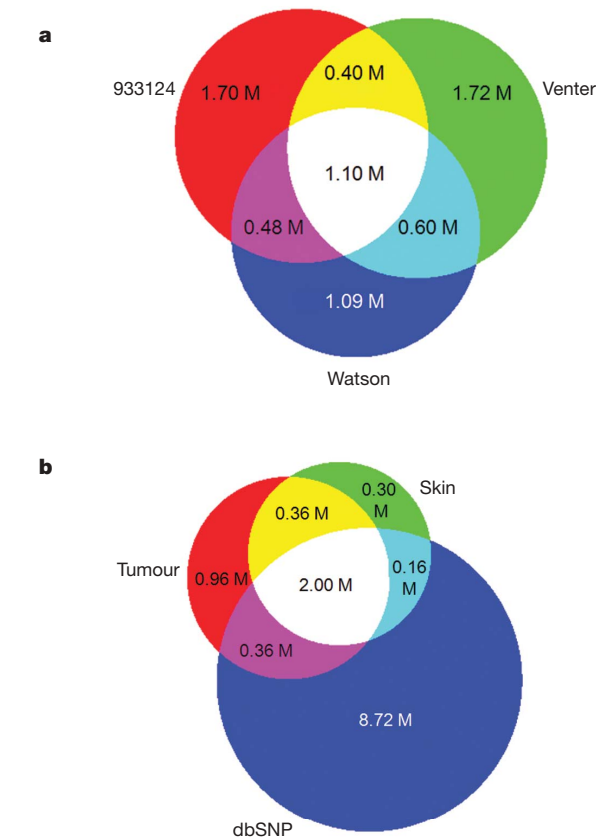 a
933124
1.70 M
0.40 M
1.72 M
Venter
1.10 M
0.48 M
0.60 M
1.09 M
Watson
b
Skin
0.30
M
0.36 M
Tumour
0.96 M
2.00 M
0.16
M
0.36 M
8.72 M
dbSNP